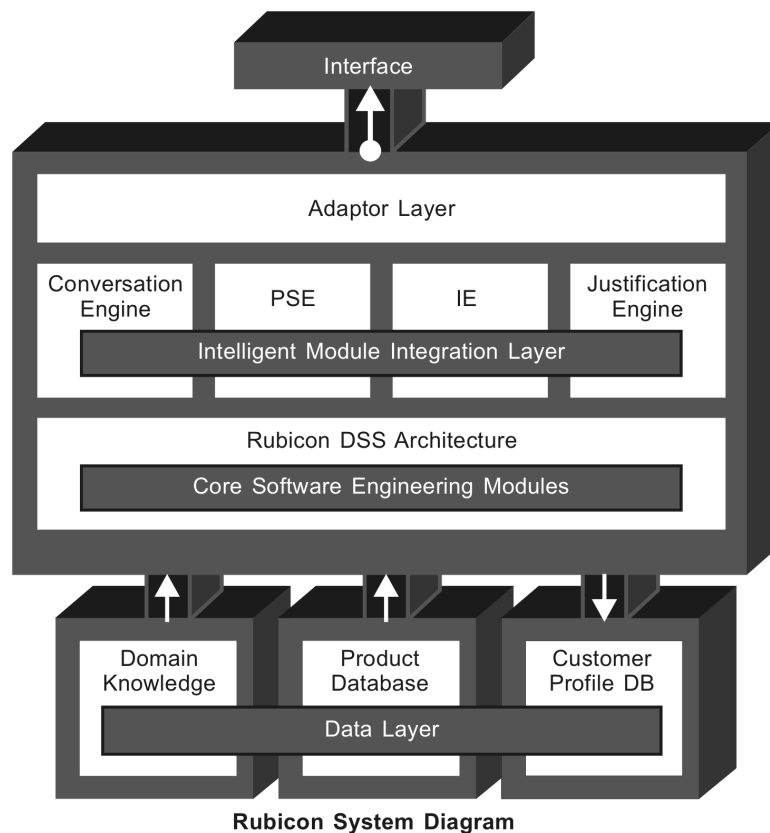 Interface
Adaptor Layer
Conversation
Engine
PSE
IE
Justification
Engine
Intelligent Module Integration Layer
Rubicon DSS Architecture
Core Software Engineering Modules
Domain
Knowledge
Product
Database
Customer
Profile DB
Data Layer
Rubicon System Diagram